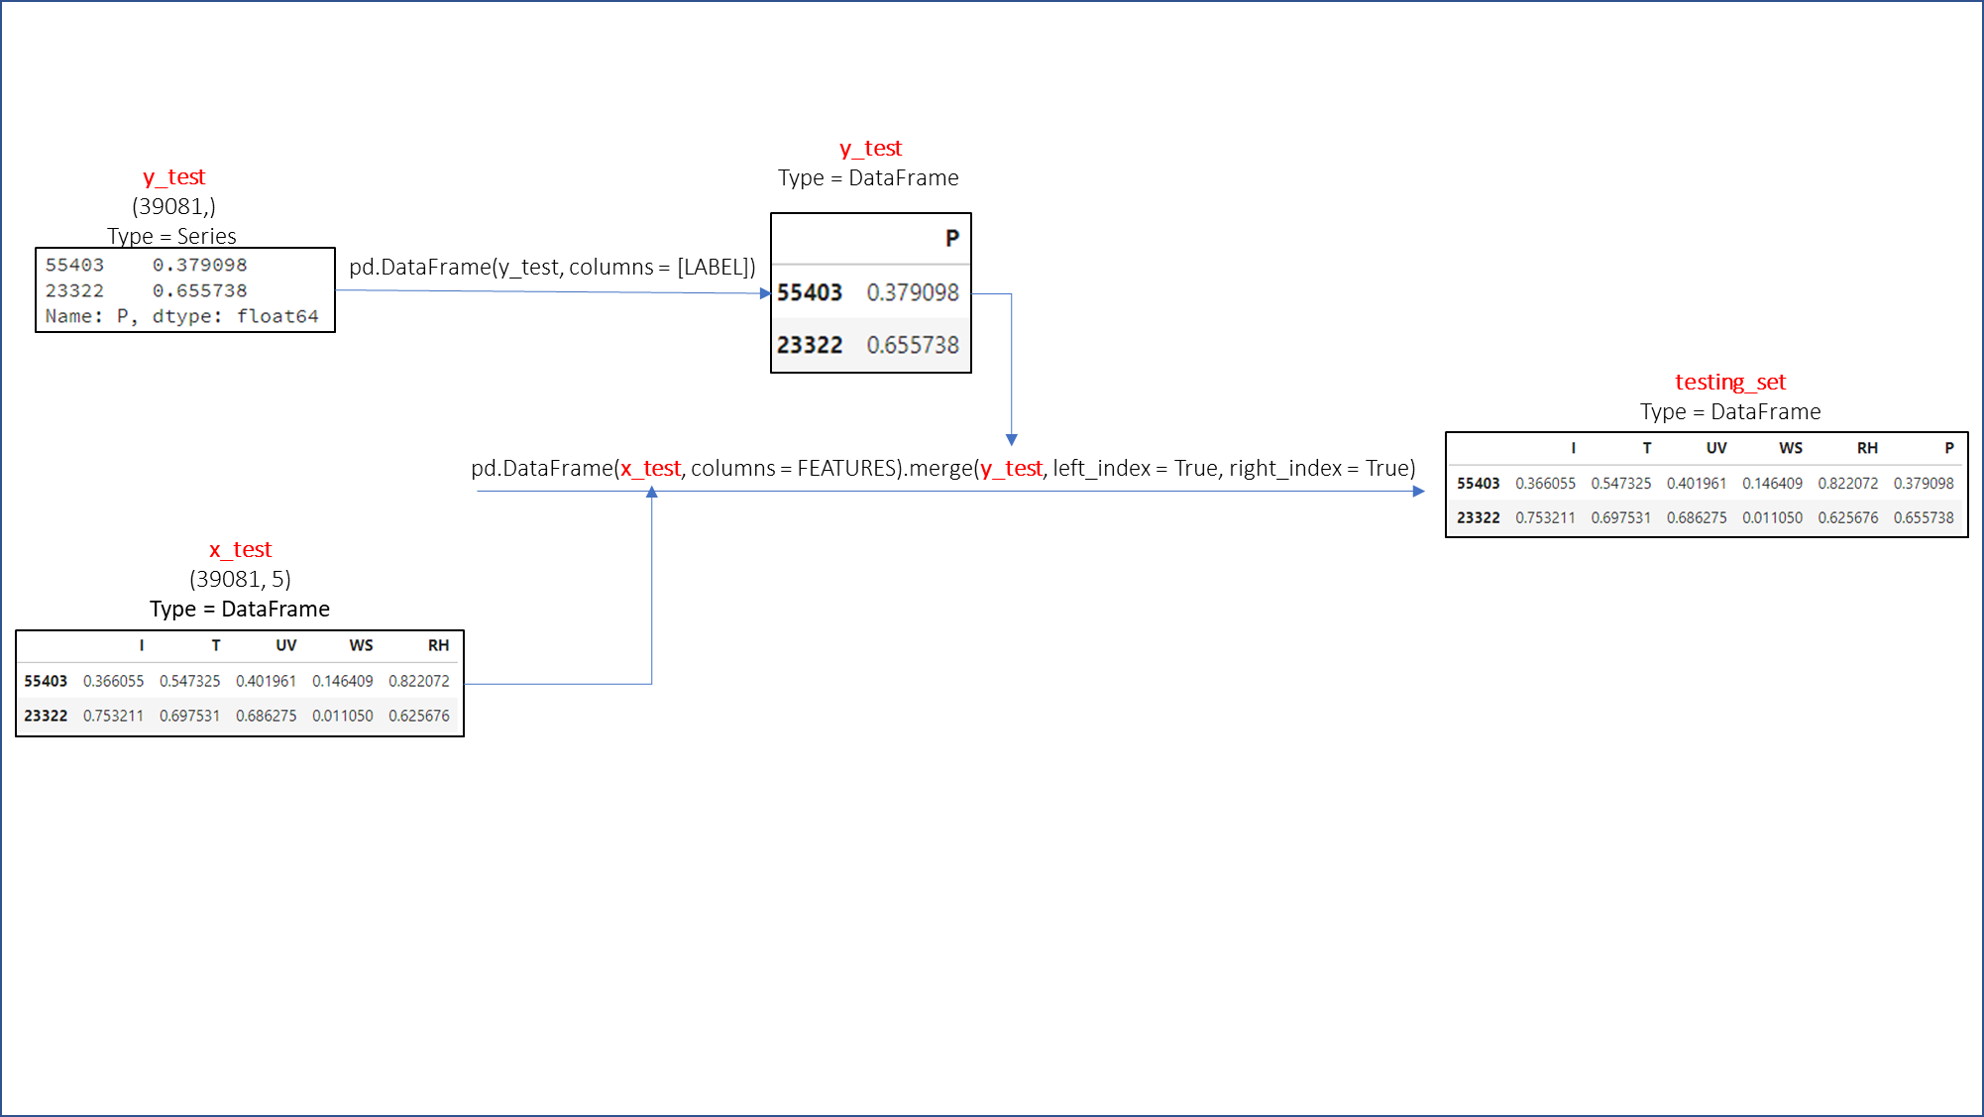 y_test
(39081,)
Type = Series
55403 0.379098
23322 0.655738
Name: P, dtype: float64
pd.DataFrame(y_test, columns = [LABEL])
y_test
Type = DataFrame
P
55403 0.379098
23322 0.655738
pd.DataFrame(x_test, columns = FEATURES).merge(y_test, left_index = True, right_index = True)
testing_set
Type = DataFrame
I T UV WS RH P
55403 0.366055 0.547325 0.401961 0.146409 0.822072 0.379098
23322 0.753211 0.697531 0.686275 0.011050 0.625676 0.655738
x_test
(39081, 5)
Type = DataFrame
I T UV WS RH
55403 0.366055 0.547325 0.401961 0.146409 0.822072
23322 0.753211 0.697531 0.686275 0.011050 0.625676